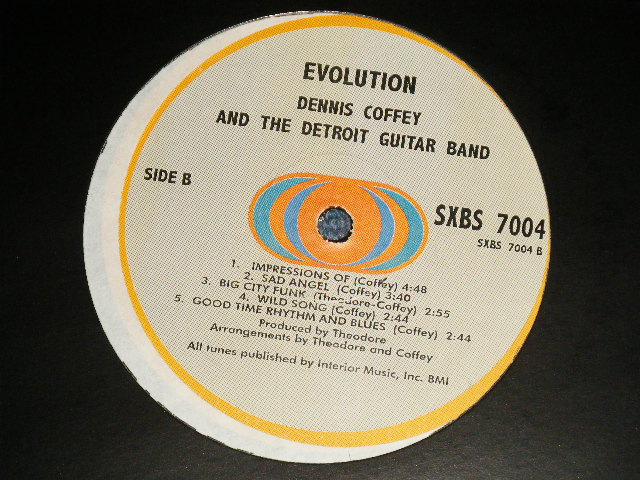 EVOLUTION
DENNIS COFFEY
AND THE DETROIT GUITAR BAND
SIDE B
SXBS 7004
SXBS 7004 B
1. IMPRESSIONS OF (Coffey) 4:48
2. SAD ANGEL (Coffey) 3:40
3. BIG CITY FUNK (Theodore-Coffey) 2:55
4. WILD SONG (Coffey) 2:44
5. GOOD TIME RHYTHM AND BLUES (Coffey) 2:44
Produced by Theodore
Arrangements by Theodore and Coffey
All tunes published by Interior Music, Inc. BMI